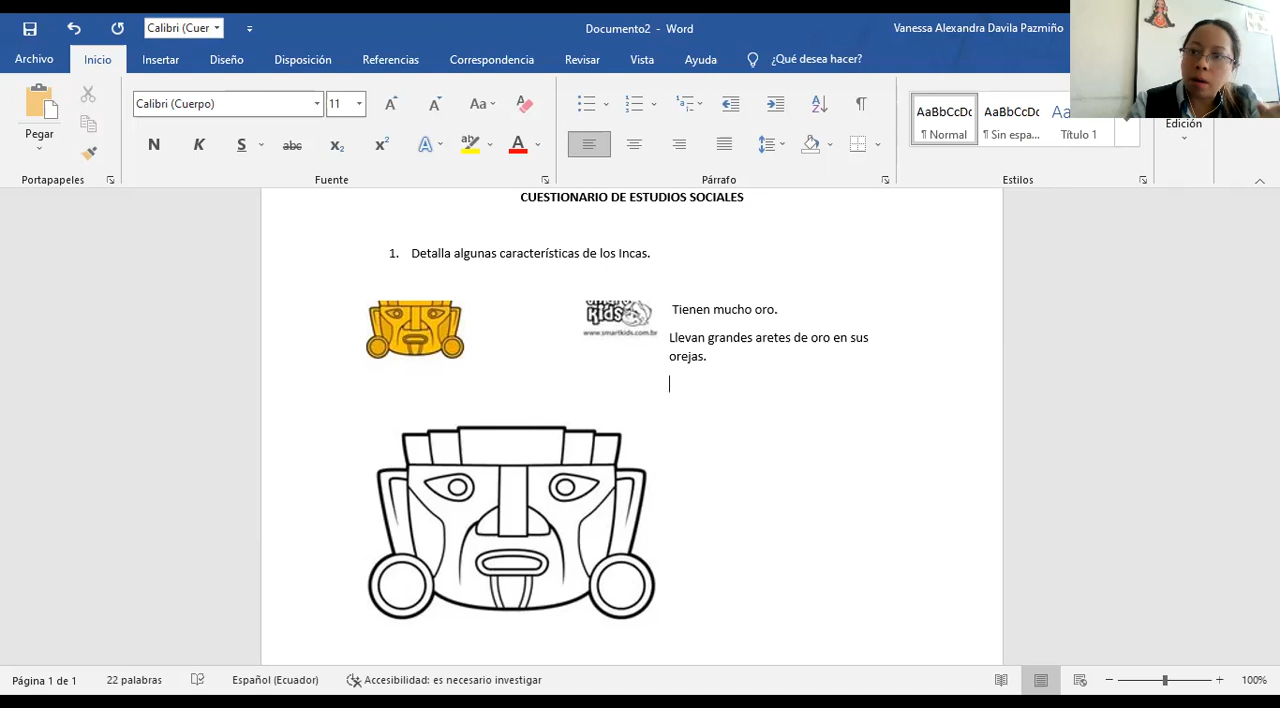 Calibri (Cuer
Documento2 - Word
Vanessa Alexandra Davila Pazmiño
Archivo
Inicio
Insertar
Diseño
Disposición
Referencias
Correspondencia
Revisar
Vista
Ayuda
¿Qué desea hacer?
Pegar
Calibri (Cuerpo)
11
Aa
N K S abc x₂ x² A aby A
AaBbCcDc
¶ Normal
AaBbCcDc
¶ Sin espa...
Título 1
Edición
Portapapeles
Fuente
Párrafo
Estilos
CUESTIONARIO DE ESTUDIOS SOCIALES
1. Detalla algunas características de los Incas.
Kids
www.smartkids.com.br
Tienen mucho oro.
Llevan grandes aretes de oro en sus
orejas.
Página 1 de 1
22 palabras
Español (Ecuador)
Accesibilidad: es necesario investigar
100%